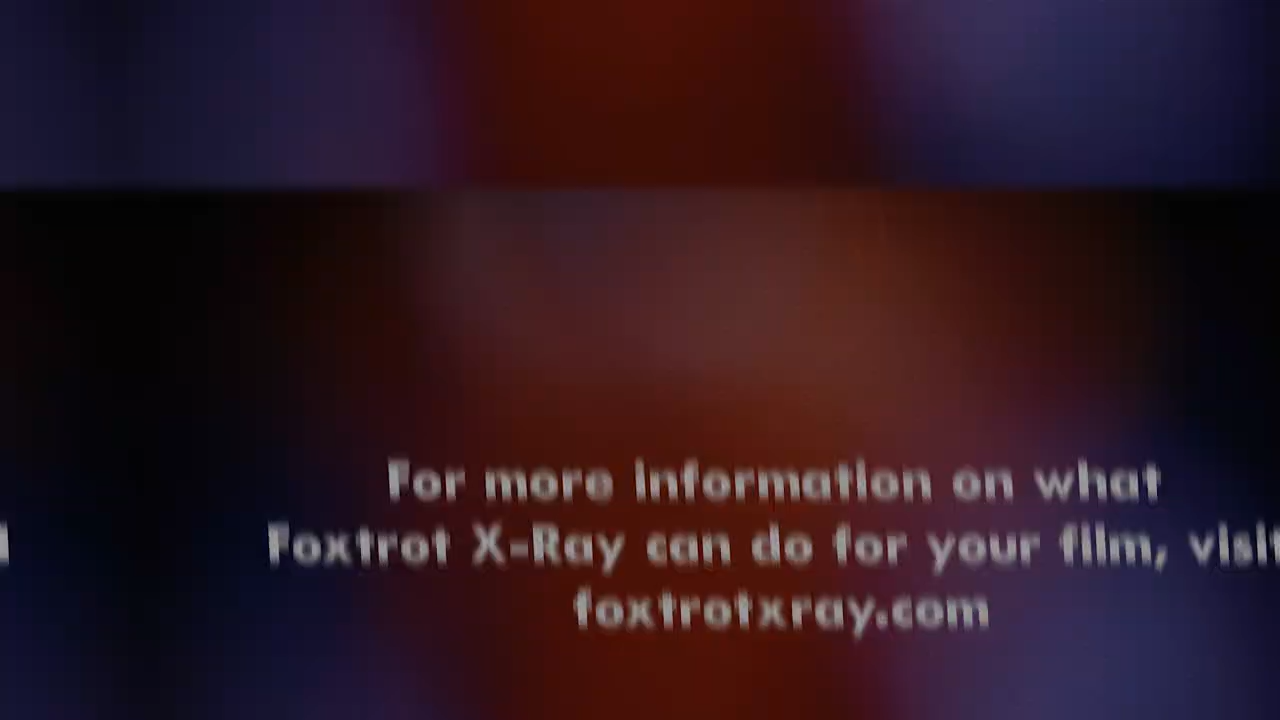 For more information on what
Foxtrot X-Ray can do for your film, visit
foxtrotxray.com